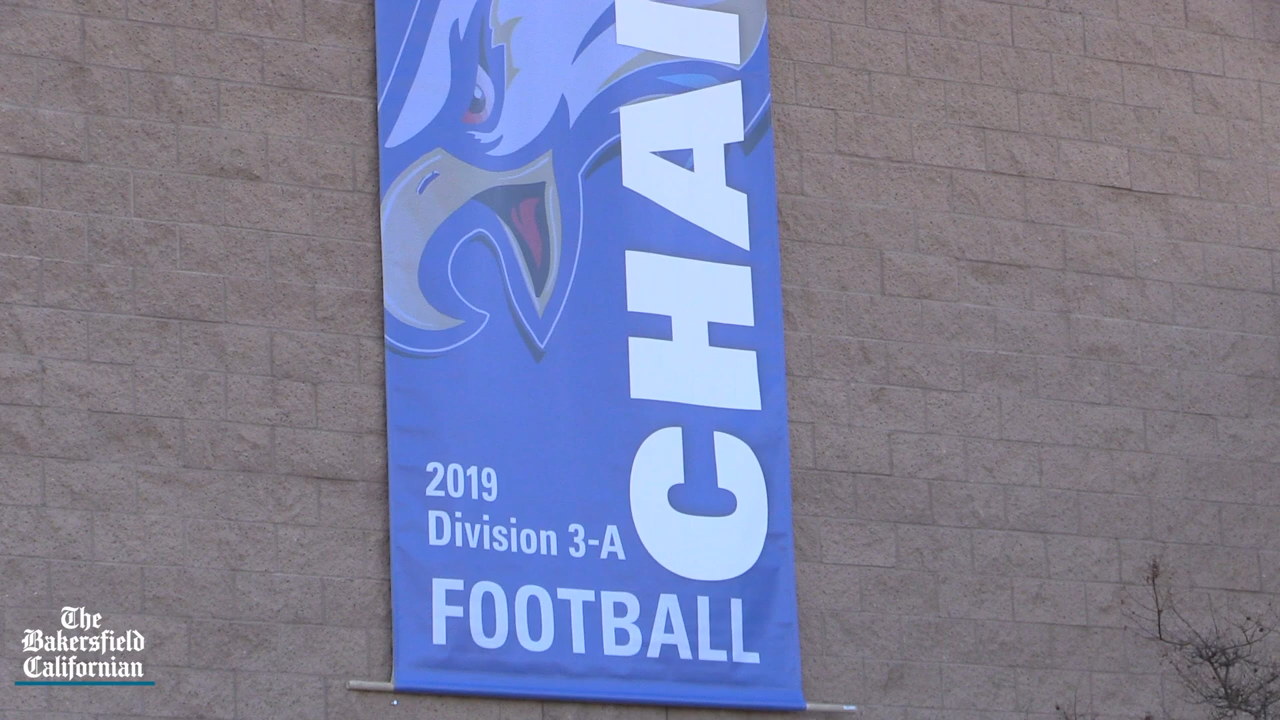 CHA
2019
Division 3-A
FOOTBALL
The
Bakersfield
Californian